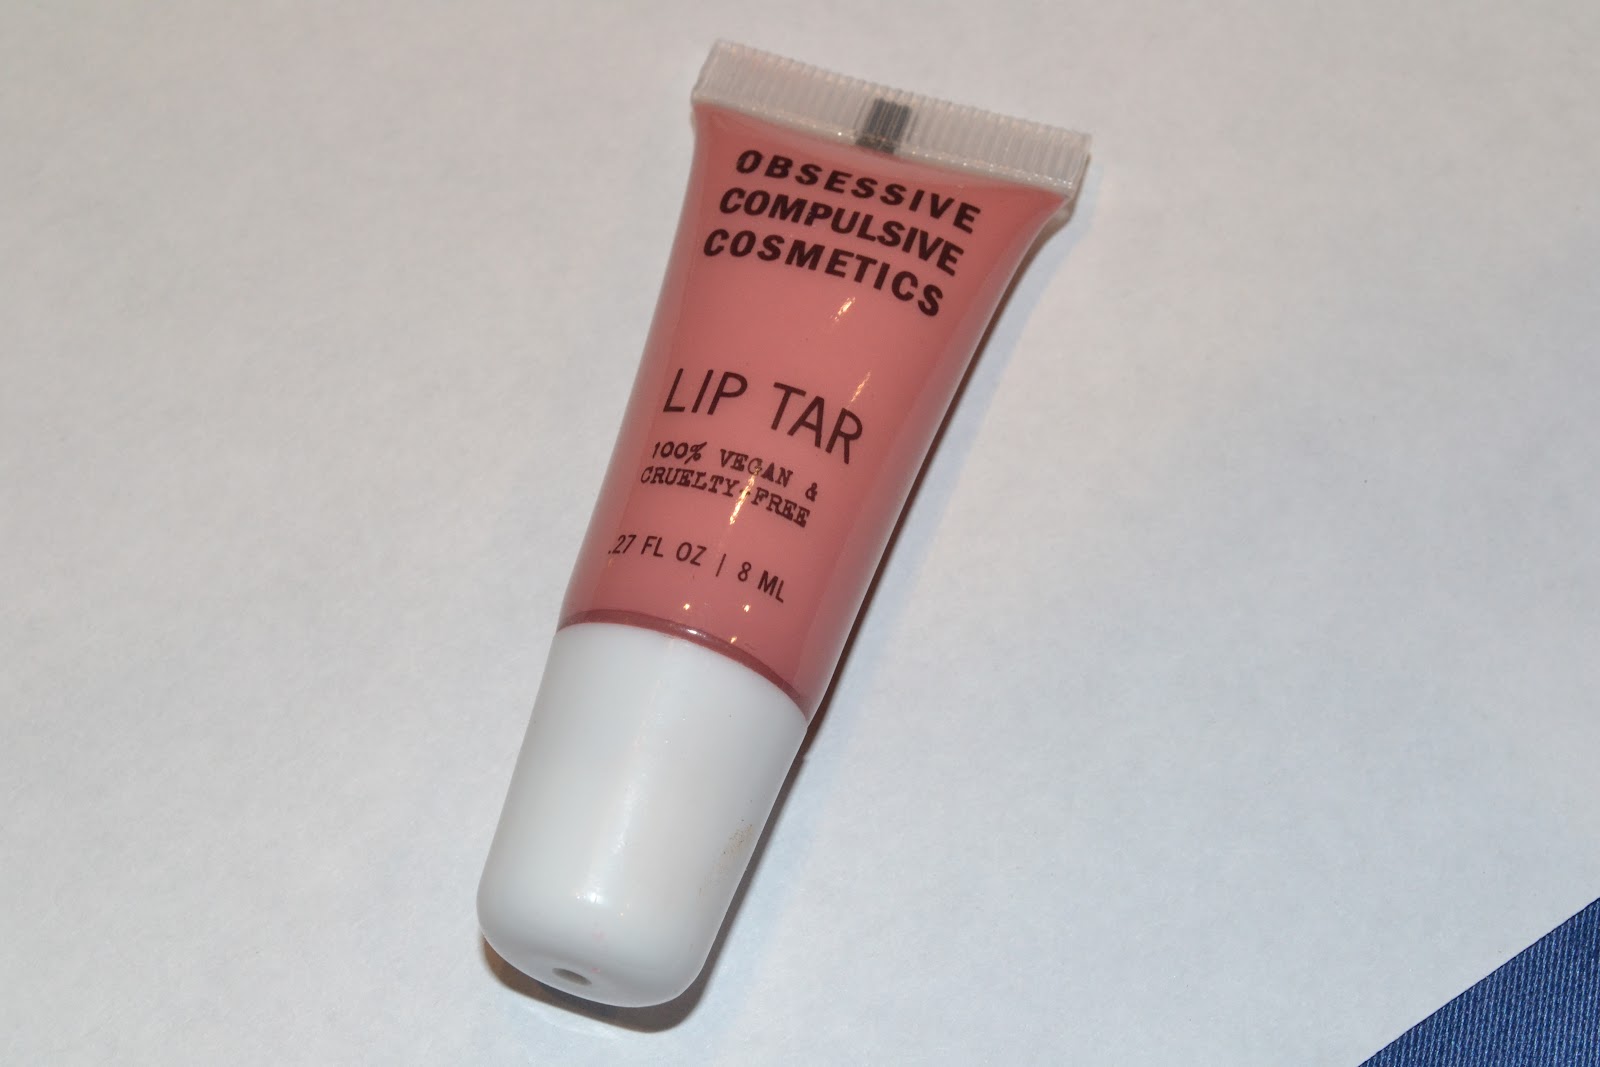 OBSESSIVE
COMPULSIVE
COSMETICS
LIP TAR
100% VEGAN &
CRUELTY-FREE
.27 FL OZ | 8 ML